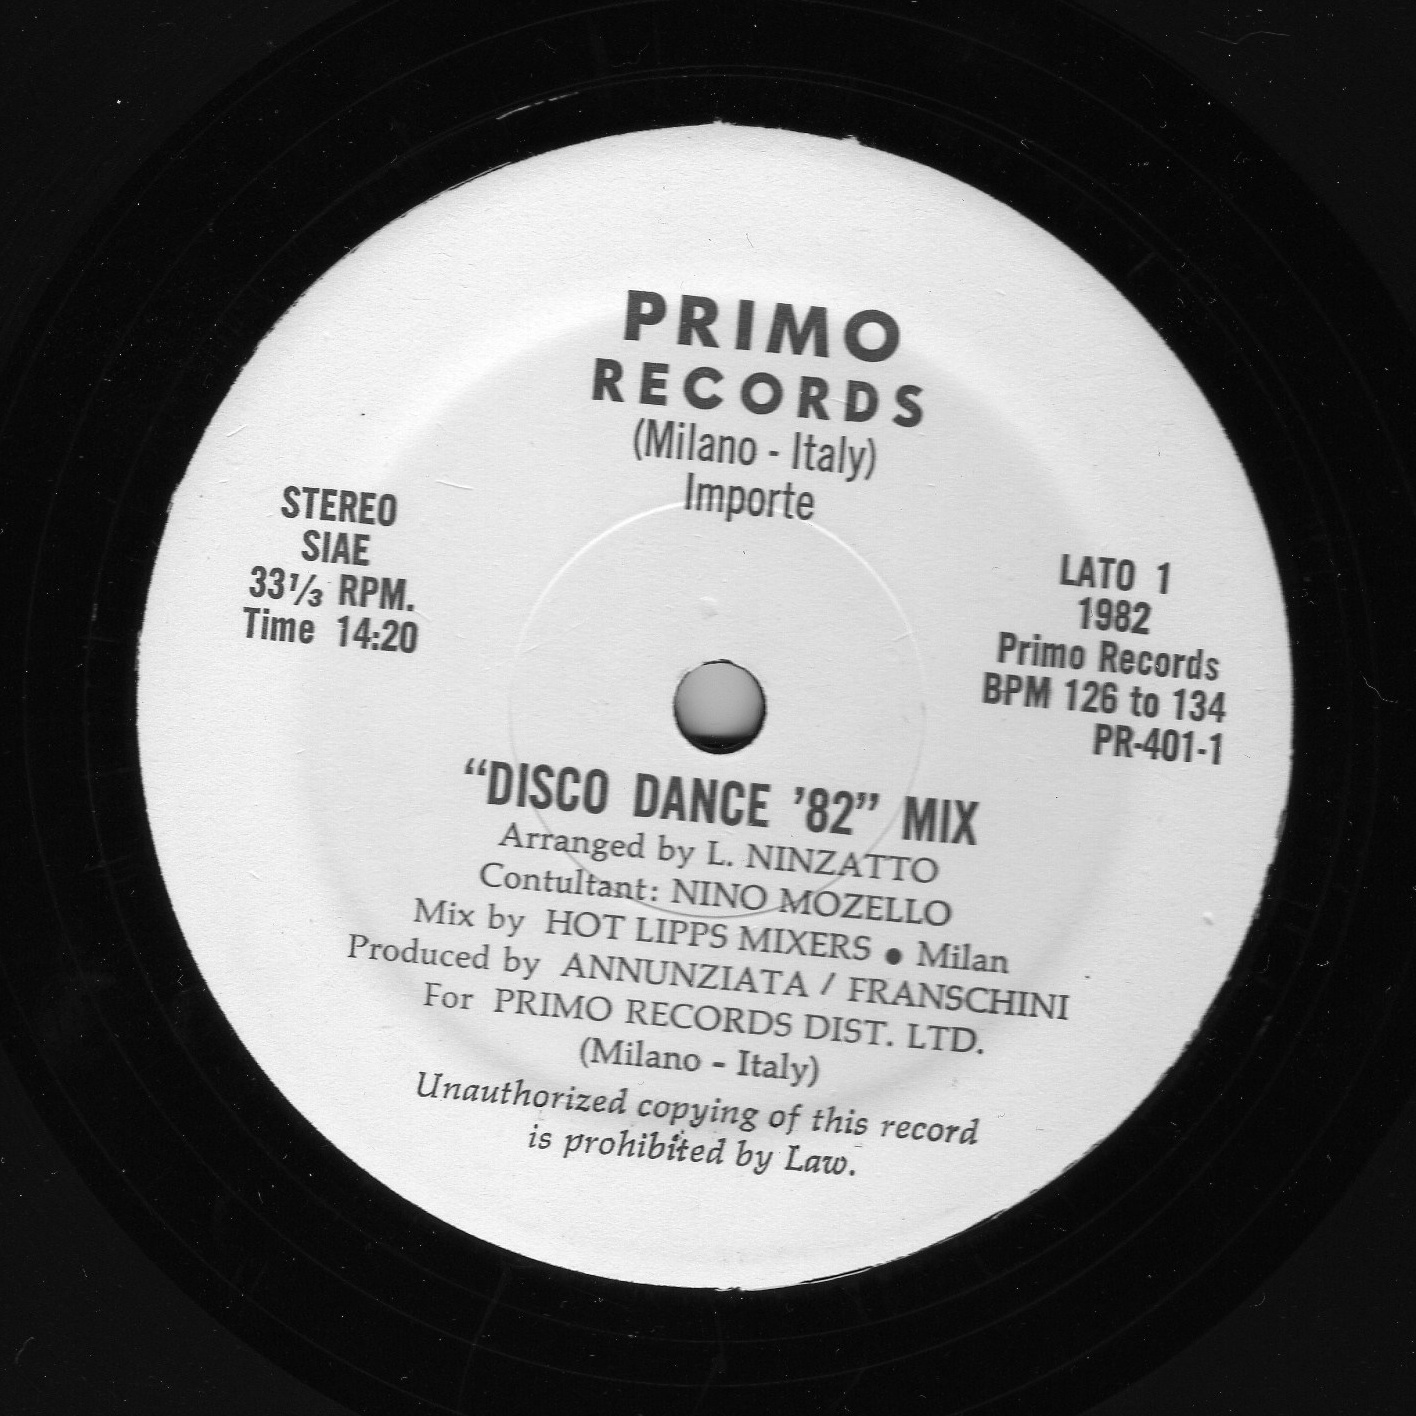 PRIMO
RECORDS
(Milano - Italy)
Importe
STEREO
SIAE
33 1/3 RPM.
Time 14:20
LATO 1
1982
Primo Records
BPM 126 to 134
PR-401-1
“DISCO DANCE ’82” MIX
Arranged by L. NINZATTO
Contultant: NINO MOZELLO
Mix by HOT LIPPS MIXERS ● Milan
Produced by ANNUNZIATA / FRANSCHINI
For PRIMO RECORDS DIST. LTD.
(Milano - Italy)
Unauthorized copying of this record
is prohibited by Law.